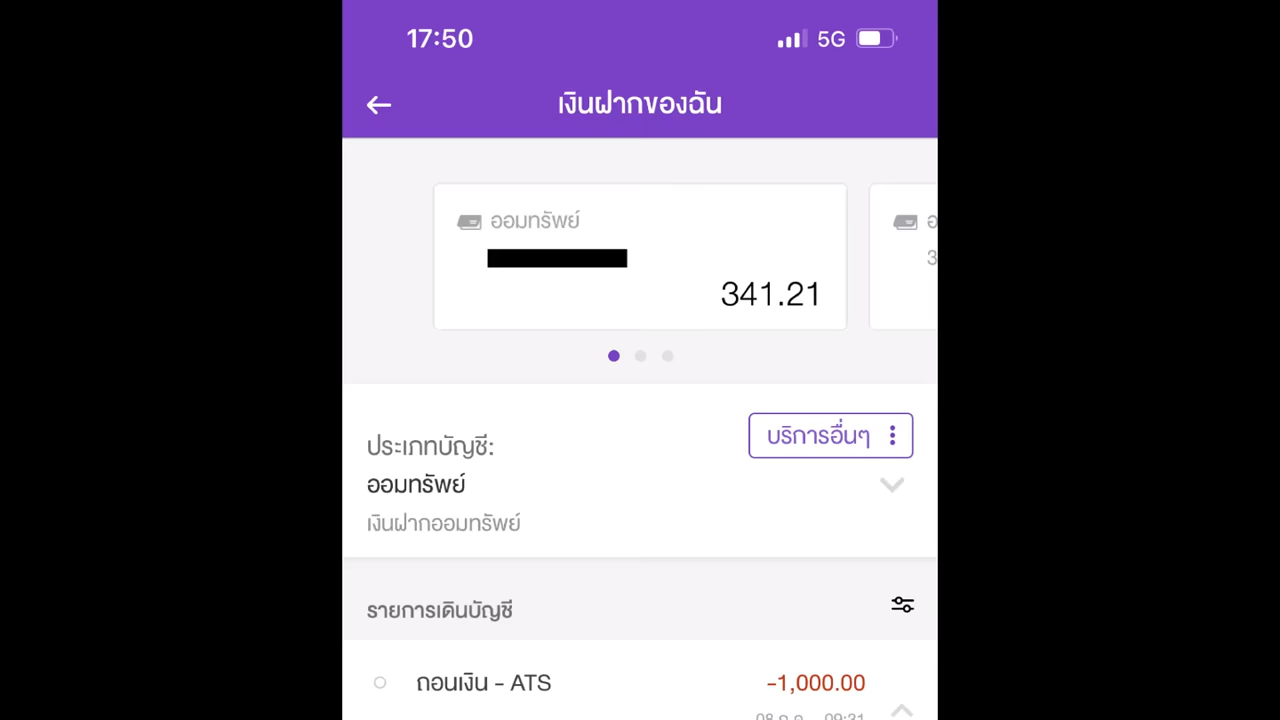 17:50 5G
เงินฝากของฉัน
ออมทรัพย์
341.21
บริการอื่นๆ
ประเภทบัญชี:
ออมทรัพย์
เงินฝากออมทรัพย์
รายการเดินบัญชี
ถอนเงิน - ATS -1,000.00